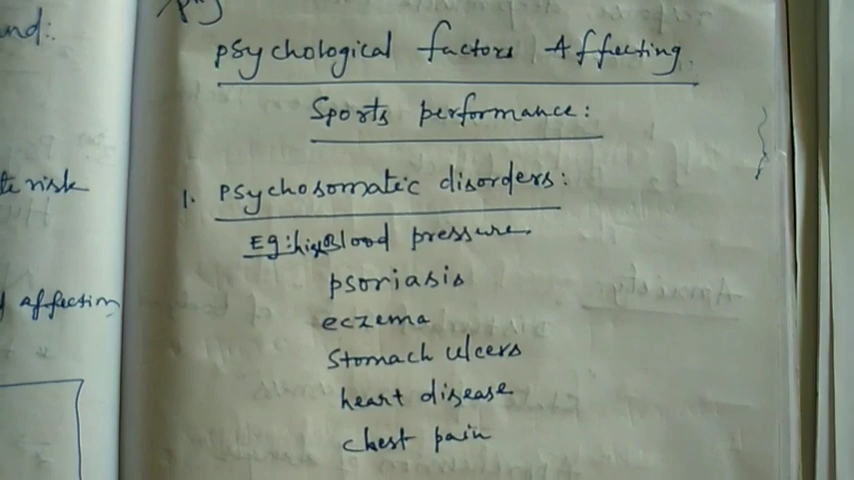 nd:
psychological factors Affecting
Sports performance:
te risk
1. psychosomatic disorders:
Eg: high Blood pressure.
psoriasis
affection
eczema
Stomach ulcers
heart disease
chest pain